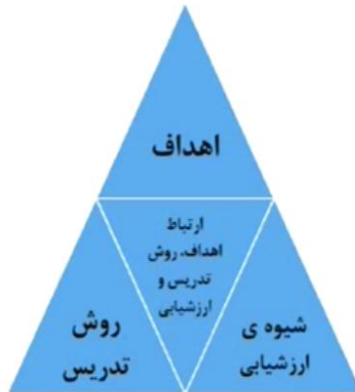 اهداف
ارتباط
اهداف، روش
تدریس و
ارزشیابی
شیوه ی
ارزشیابی
روش
تدریس